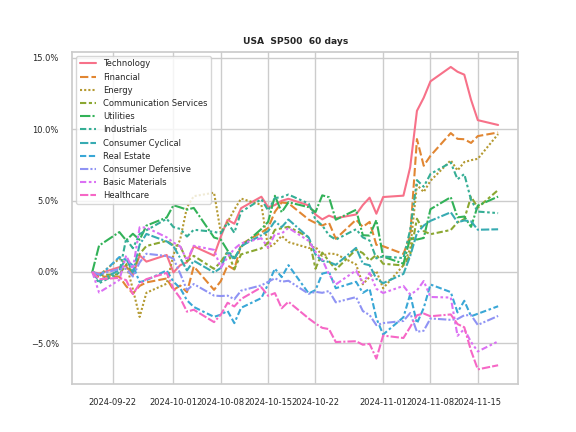 USA SP500 60 days
15.0%
10.0%
5.0%
0.0%
−5.0%
Technology
Financial
Energy
Communication Services
Utilities
Industrials
Consumer Cyclical
Real Estate
Consumer Defensive
Basic Materials
Healthcare
2024-09-22
2024-10-01
2024-10-08
2024-10-15
2024-10-22
2024-11-01
2024-11-08
2024-11-15